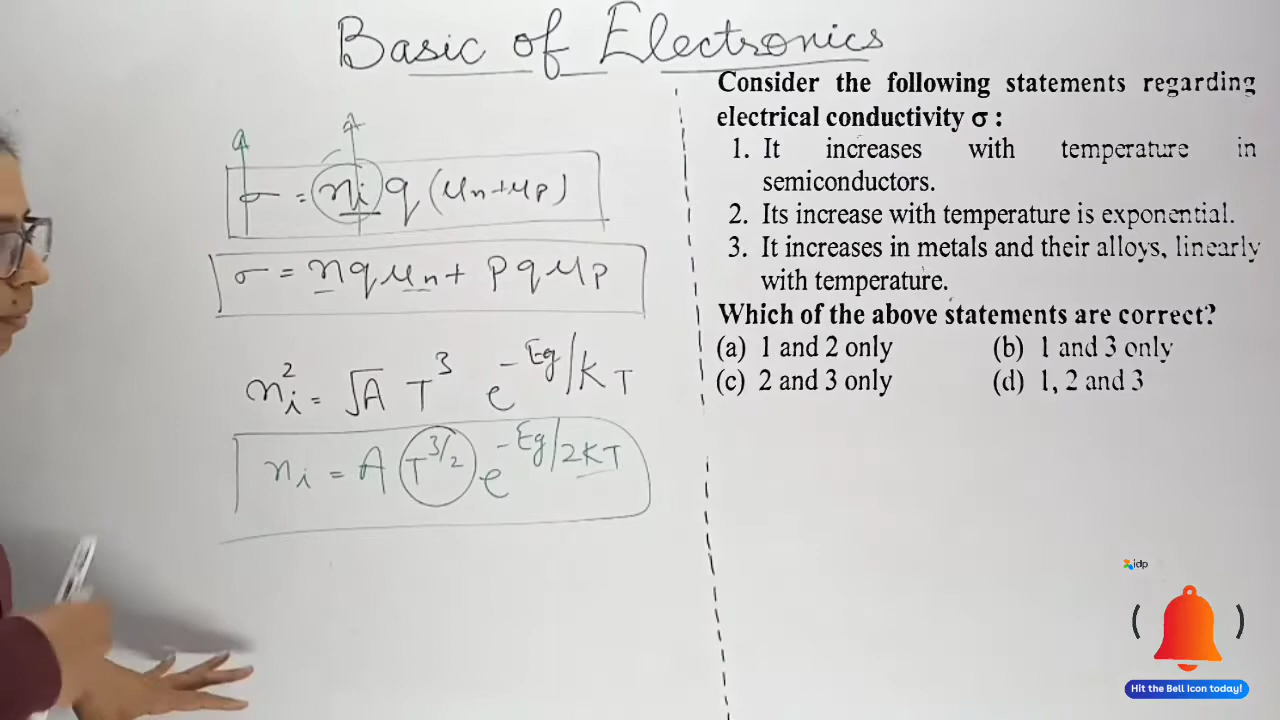 Basic of Electronics
σ = ni q (μn+μp)
σ = nqμn + pqμp
ni² = √A T³ e^-Eg/KT
ni = A T^3/2 e^-Eg/2KT
Consider the following statements regarding
electrical conductivity σ :
1. It increases with temperature in
semiconductors.
2. Its increase with temperature is exponential.
3. It increases in metals and their alloys, linearly
with temperature.
Which of the above statements are correct?
(a) 1 and 2 only (b) 1 and 3 only
(c) 2 and 3 only (d) 1, 2 and 3
idp
Hit the Bell Icon today!